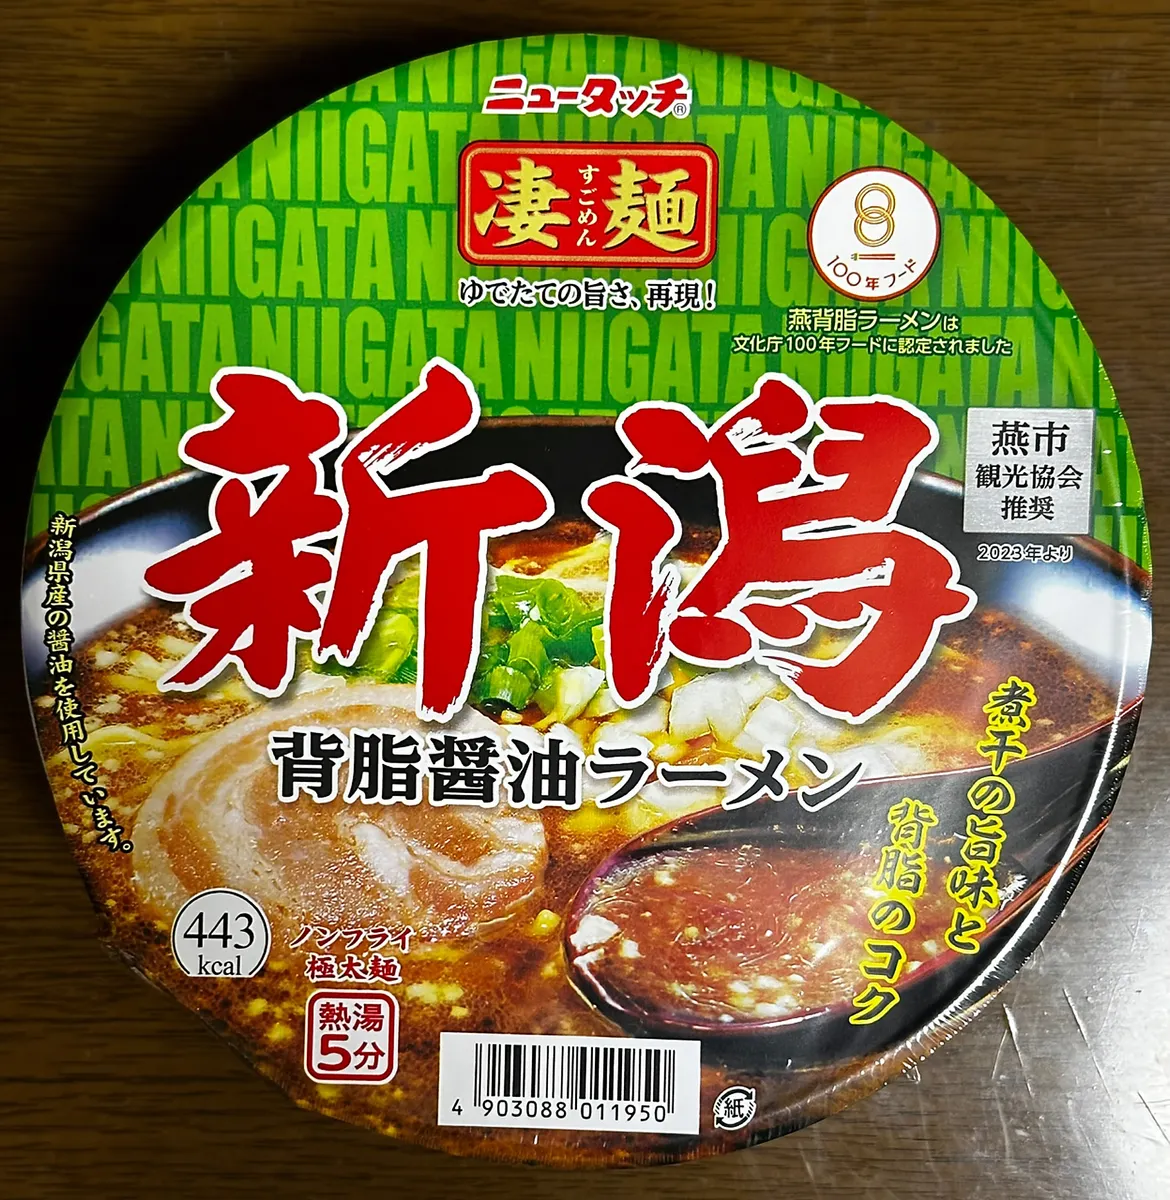 ニュータッチ®
凄麺
すごめん
ゆでたての旨さ、再現!
100年フード
燕背脂ラーメンは
文化庁100年フードに認定されました
NIIGATA NIIGATA NIIGATA
新潟
燕市
観光協会
推奨
2023年より
新潟県産の醤油を使用しています。
背脂醤油ラーメン
煮干の旨味と
背脂のコク
443
kcal
ノンフライ
極太麺
熱湯
5分
4 903088 011950
紙